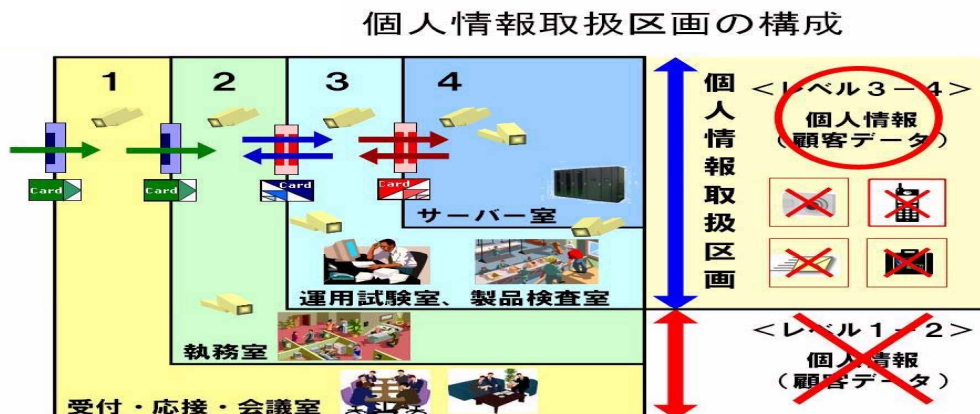 個人情報取扱区画の構成
1
2
3
4
Card
Card
Card
Card
サーバー室
運用試験室、製品検査室
執務室
受付・応接・会議室
個人情報取扱区画
＜レベル３－４＞
個人情報
（顧客データ）
＜レベル１－２＞
個人情報
（顧客データ）